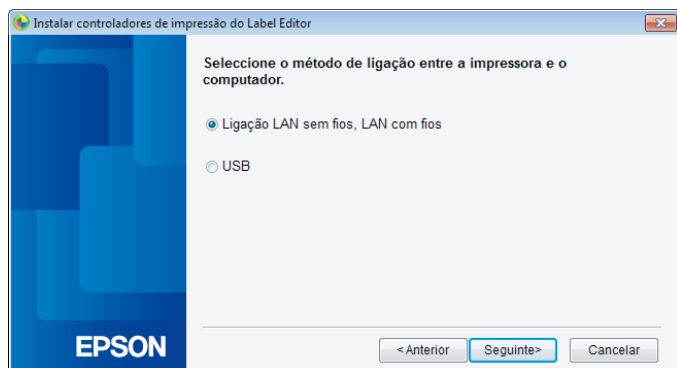 Instalar controladores de impressão do Label Editor
Seleccione o método de ligação entre a impressora e o
computador.
Ligação LAN sem fios, LAN com fios
USB
EPSON
<Anterior
Seguinte>
Cancelar